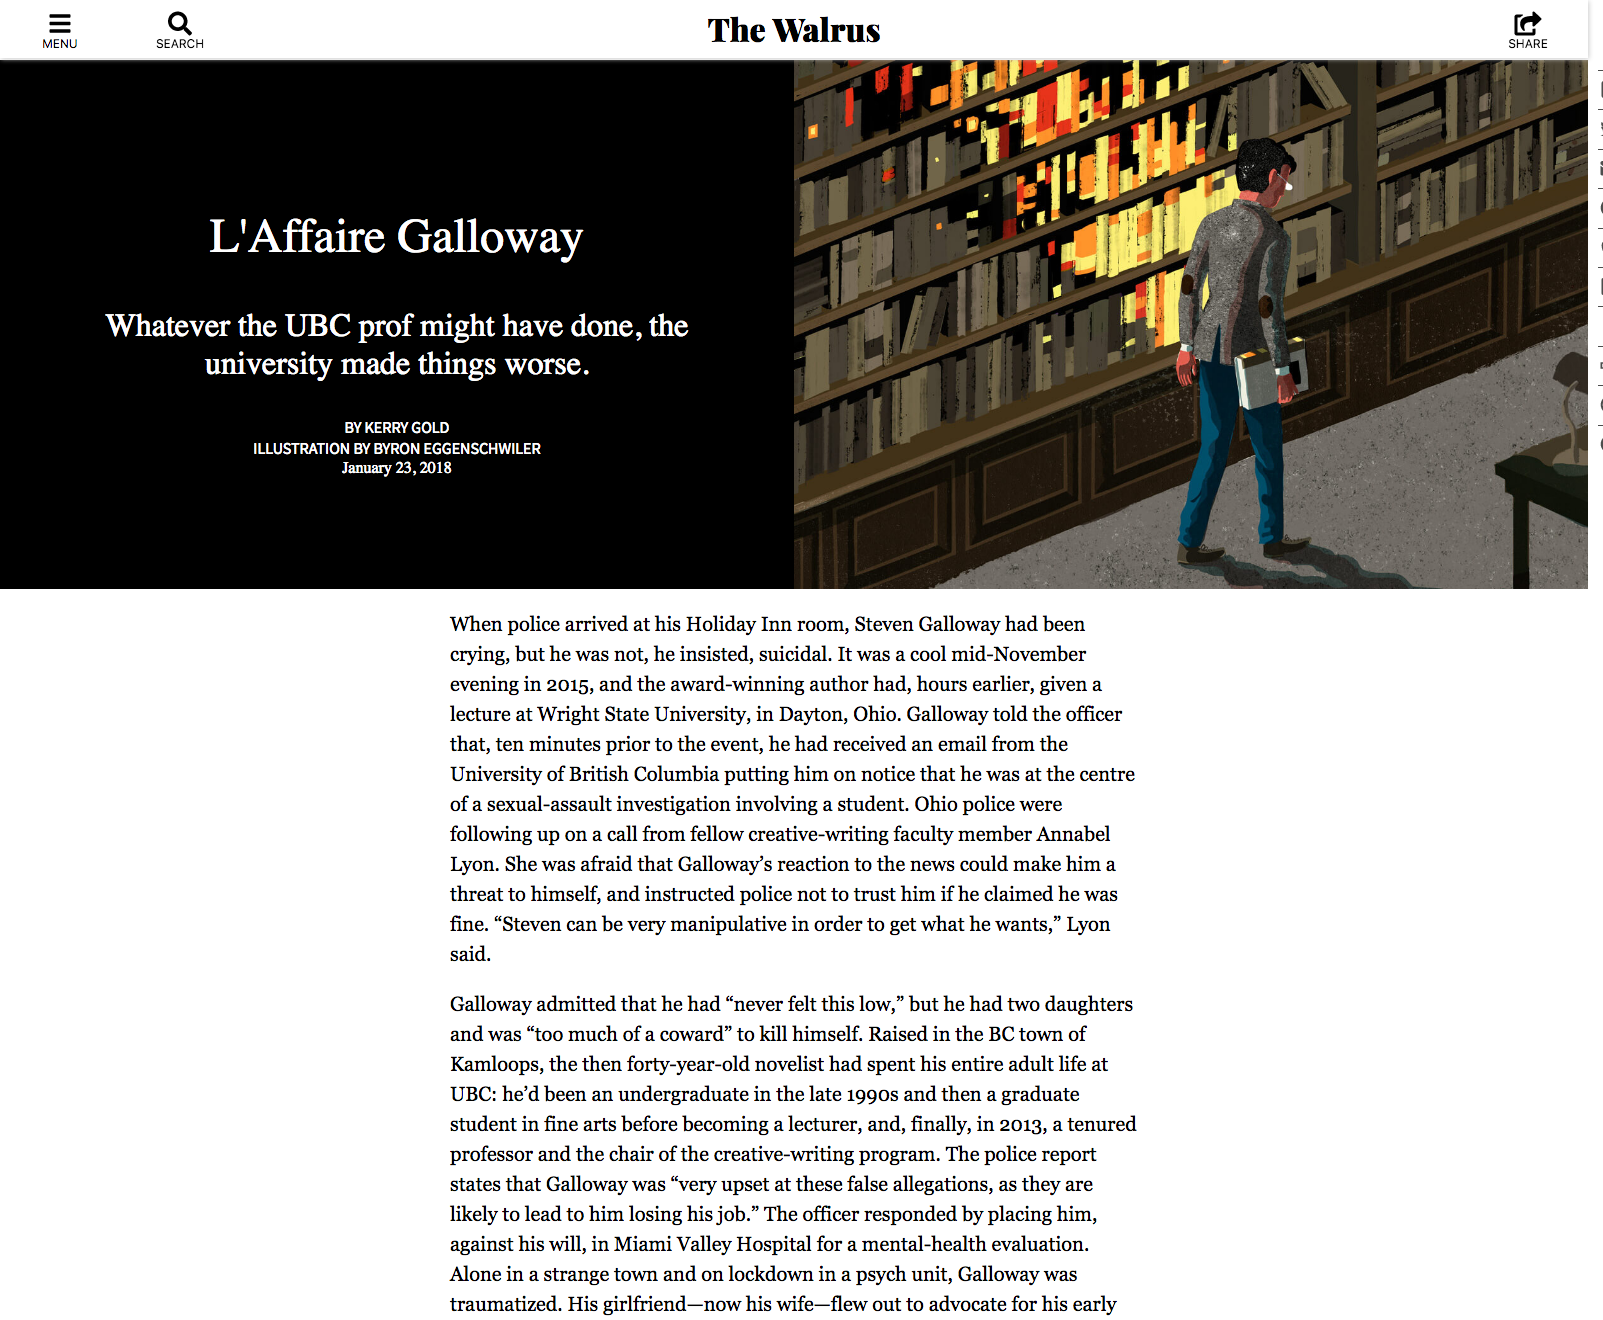 MENU
SEARCH
The Walrus
SHARE
L'Affaire Galloway
Whatever the UBC prof might have done, the
university made things worse.
BY KERRY GOLD
ILLUSTRATION BY BYRON EGGENSCHWILER
January 23, 2018
When police arrived at his Holiday Inn room, Steven Galloway had been
crying, but he was not, he insisted, suicidal. It was a cool mid-November
evening in 2015, and the award-winning author had, hours earlier, given a
lecture at Wright State University, in Dayton, Ohio. Galloway told the officer
that, ten minutes prior to the event, he had received an email from the
University of British Columbia putting him on notice that he was at the centre
of a sexual-assault investigation involving a student. Ohio police were
following up on a call from fellow creative-writing faculty member Annabel
Lyon. She was afraid that Galloway’s reaction to the news could make him a
threat to himself, and instructed police not to trust him if he claimed he was
fine. “Steven can be very manipulative in order to get what he wants,” Lyon
said.
Galloway admitted that he had “never felt this low,” but he had two daughters
and was “too much of a coward” to kill himself. Raised in the BC town of
Kamloops, the then forty-year-old novelist had spent his entire adult life at
UBC: he’d been an undergraduate in the late 1990s and then a graduate
student in fine arts before becoming a lecturer, and, finally, in 2013, a tenured
professor and the chair of the creative-writing program. The police report
states that Galloway was “very upset at these false allegations, as they are
likely to lead to him losing his job.” The officer responded by placing him,
against his will, in Miami Valley Hospital for a mental-health evaluation.
Alone in a strange town and on lockdown in a psych unit, Galloway was
traumatized. His girlfriend—now his wife—flew out to advocate for his early